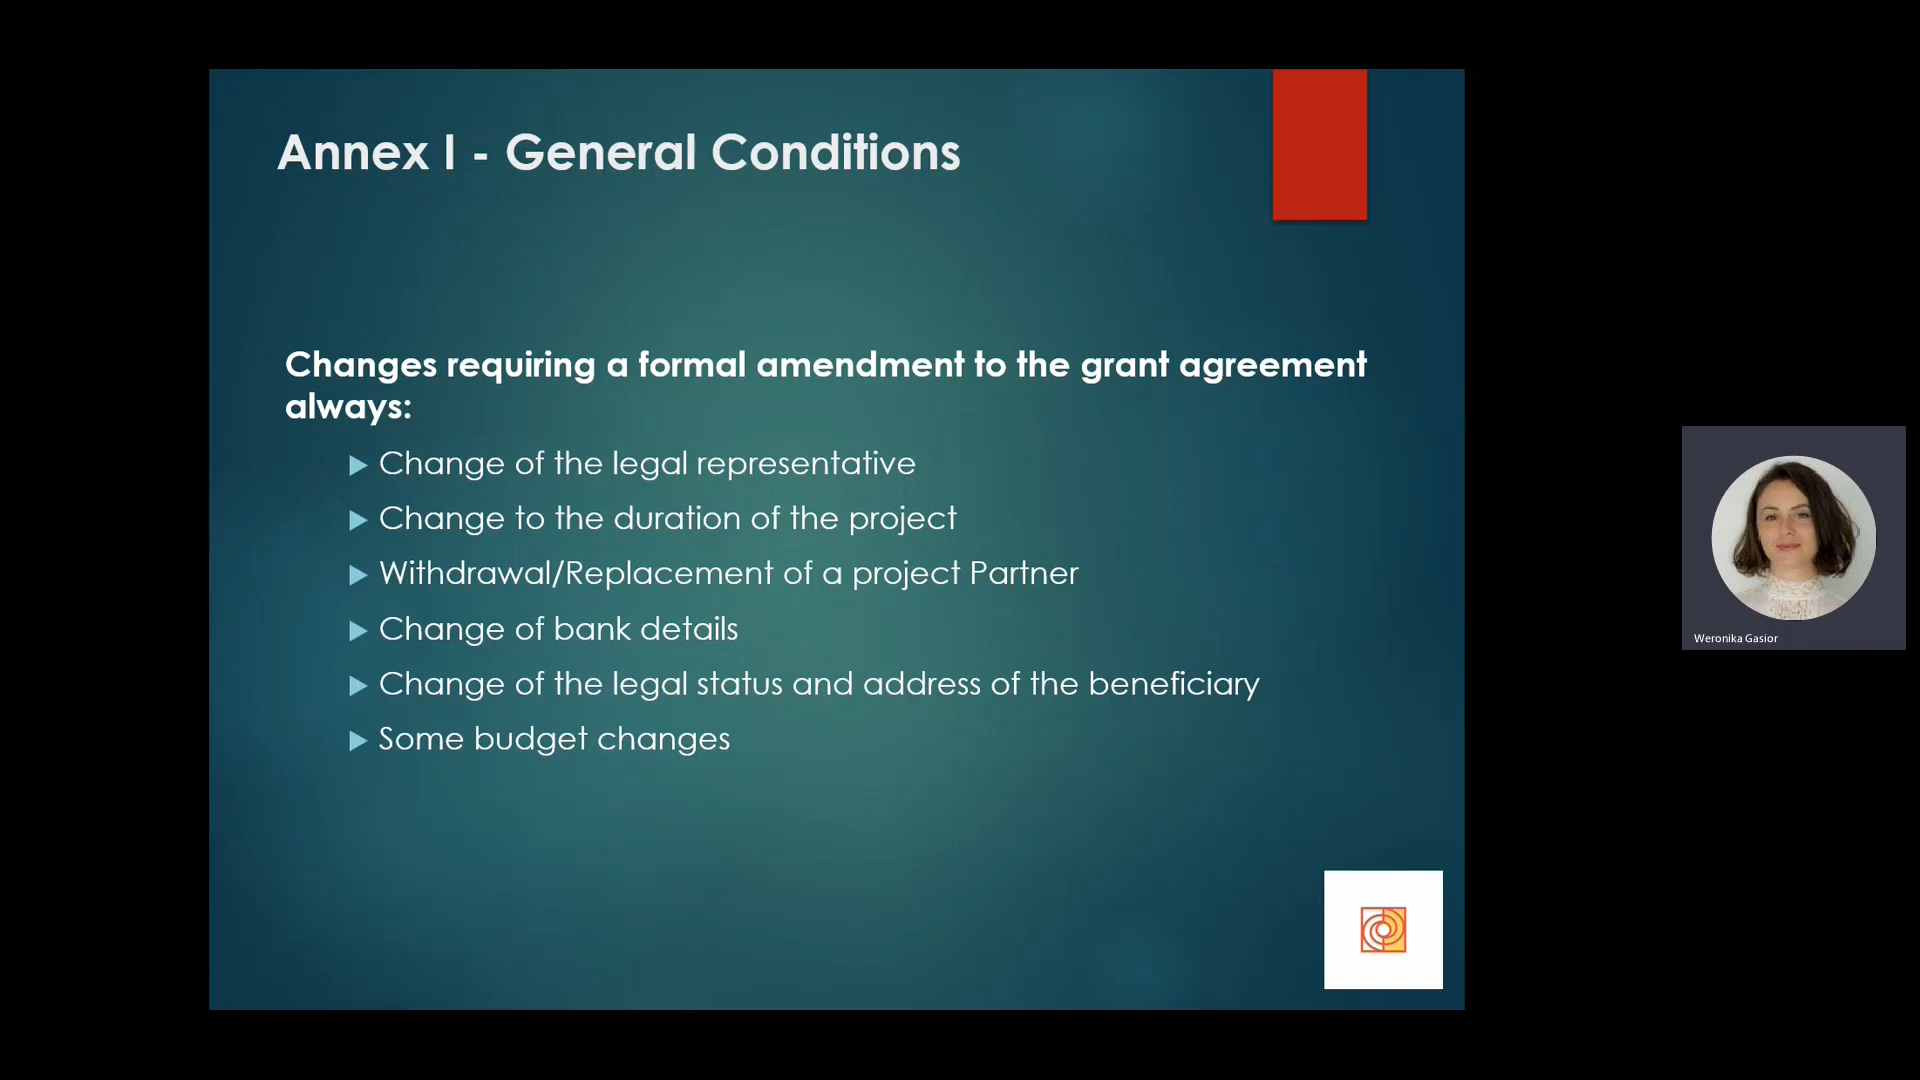 Annex I - General Conditions
Changes requiring a formal amendment to the grant agreement
always:
Change of the legal representative
Change to the duration of the project
Withdrawal/Replacement of a project Partner
Change of bank details
Change of the legal status and address of the beneficiary
Some budget changes
Weronika Gasior